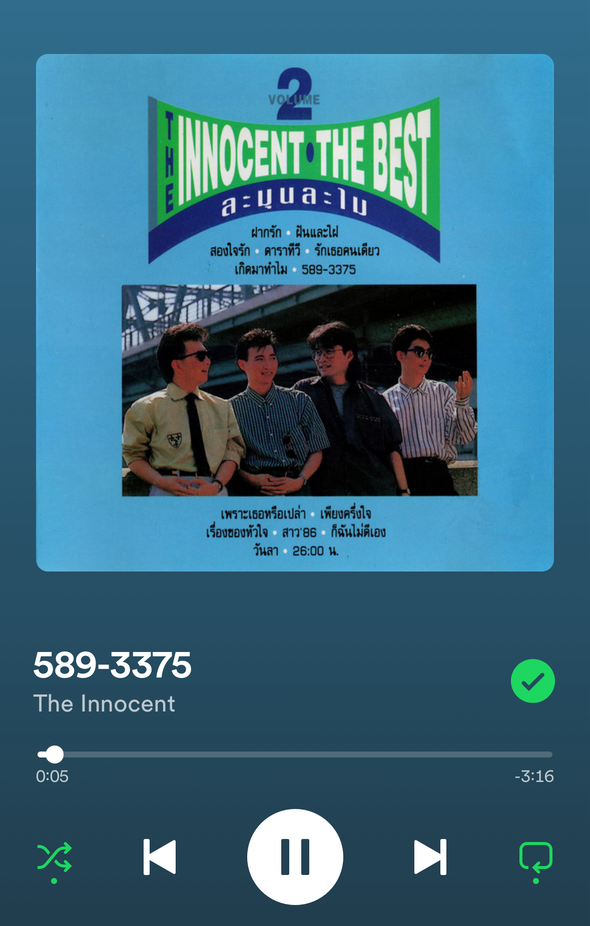 2
VOLUME
THE INNOCENT • THE BEST
ละมุนละไม
ฝากรัก • ฝันและไฝ่
สองใจรัก • ดาราทีวี • รักเธอคนเดียว
เกิดมาทำไม • 589-3375
เพราะเธอหรือเปล่า • เพียงครึ่งใจ
เรื่องของหัวใจ • สาว'86 • ก็ฉันไม่ดีเอง
วันลา • 26:00 น.
589-3375
The Innocent
0:05
-3:16